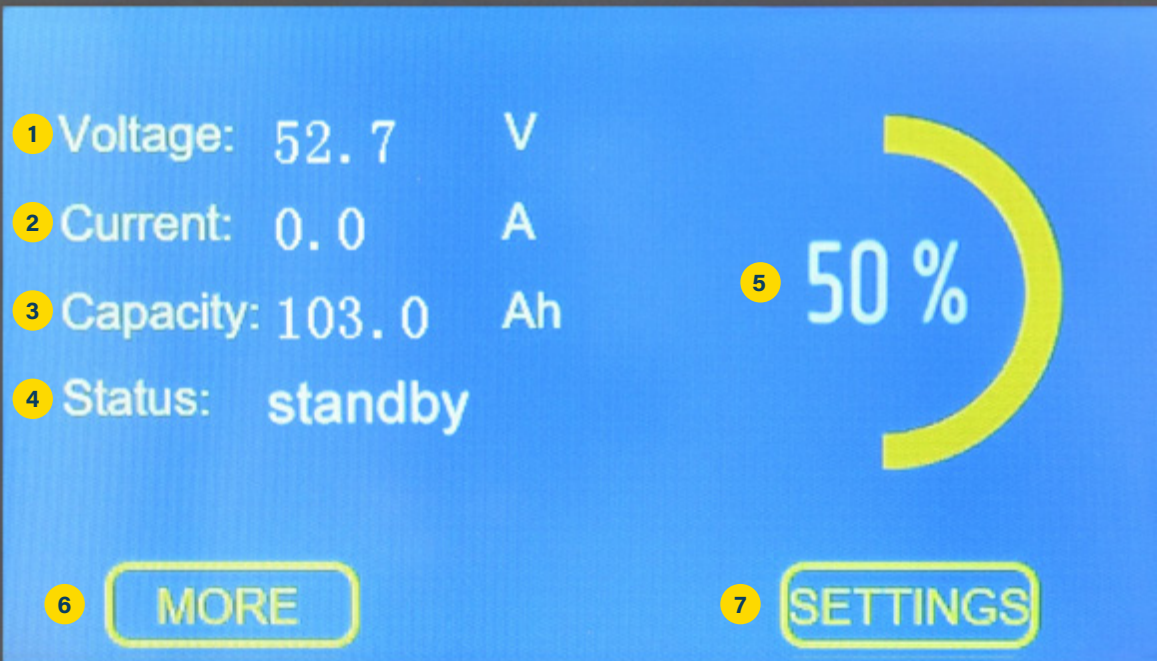 1 Voltage: 52.7 V
2 Current: 0.0 A
3 Capacity: 103.0 Ah
4 Status: standby
5 50 %
6 MORE
7 SETTINGS